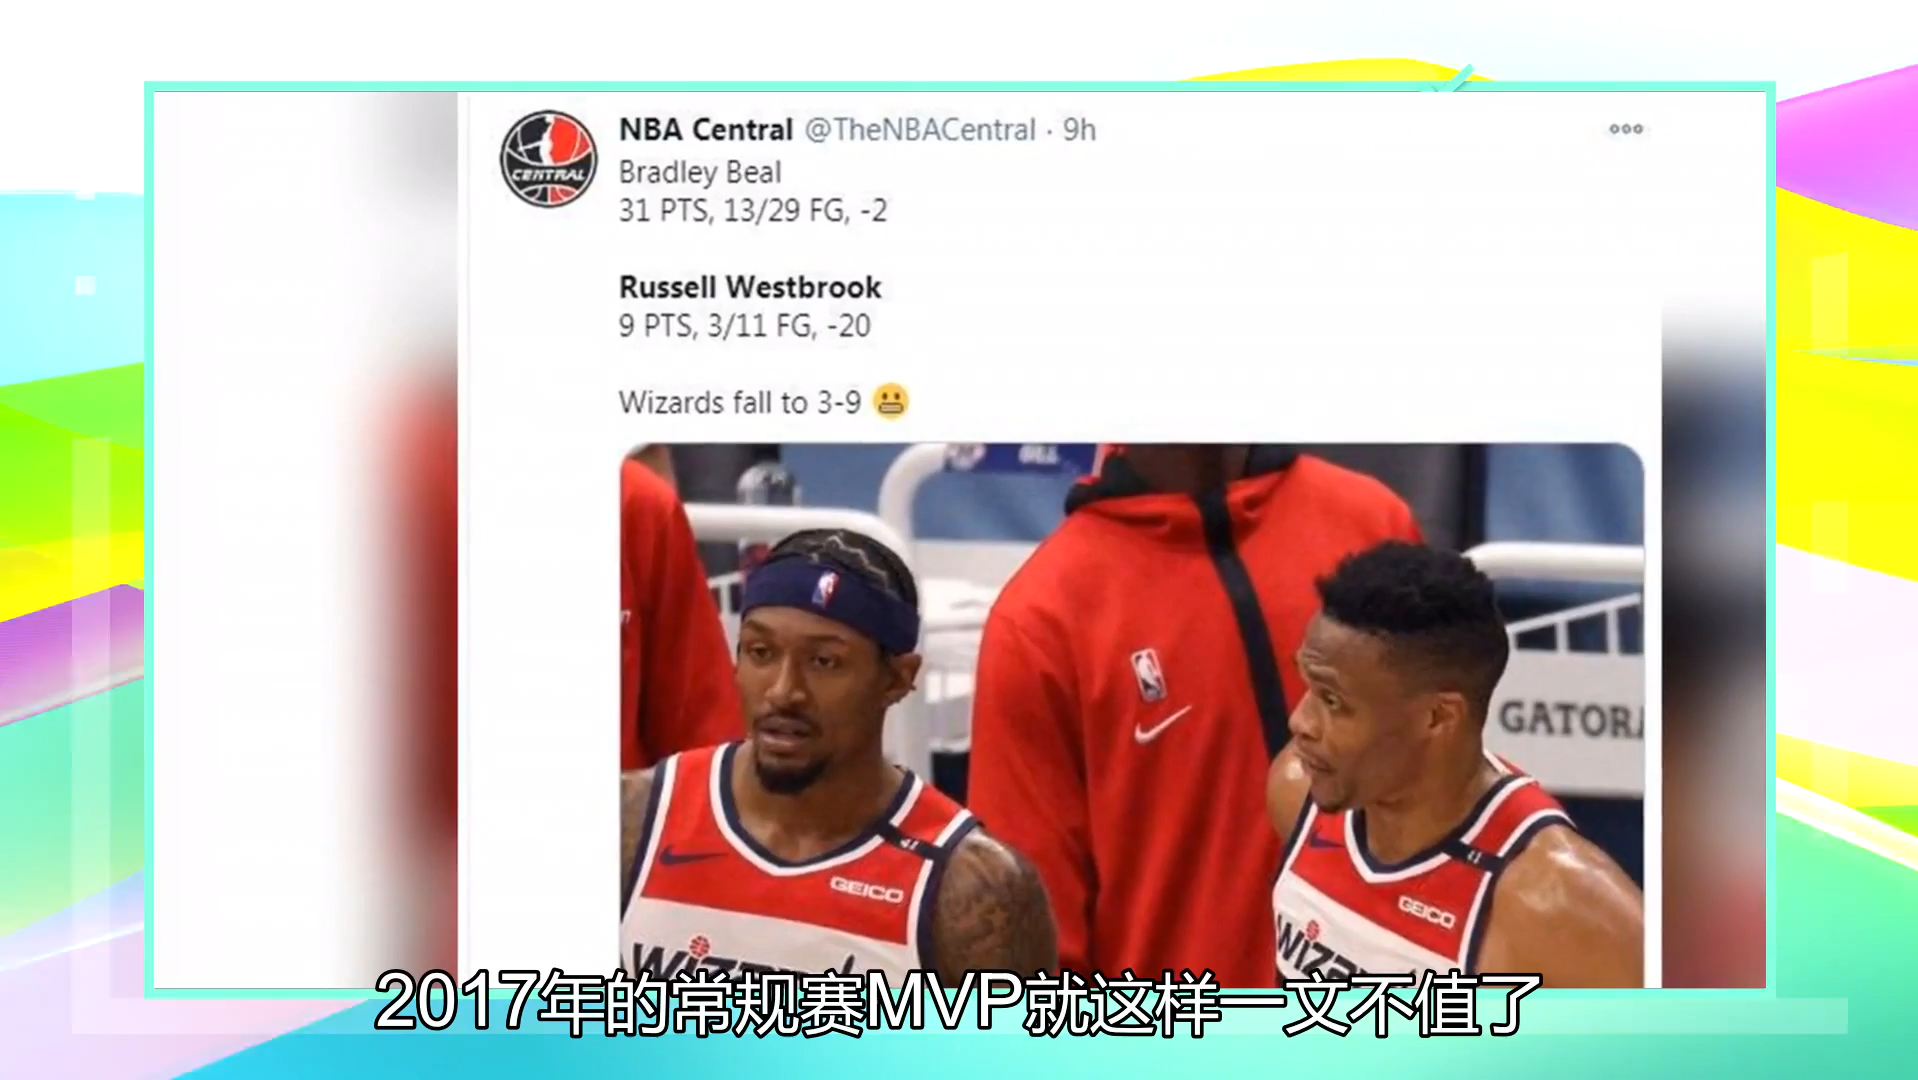 NBA Central @TheNBACentral · 9h
CENTRAL
Bradley Beal
31 PTS, 13/29 FG, -2
Russell Westbrook
9 PTS, 3/11 FG, -20
Wizards fall to 3-9 😬
GATORA
GEICO
GEICO
41
2017年的常规赛MVP就这样一文不值了